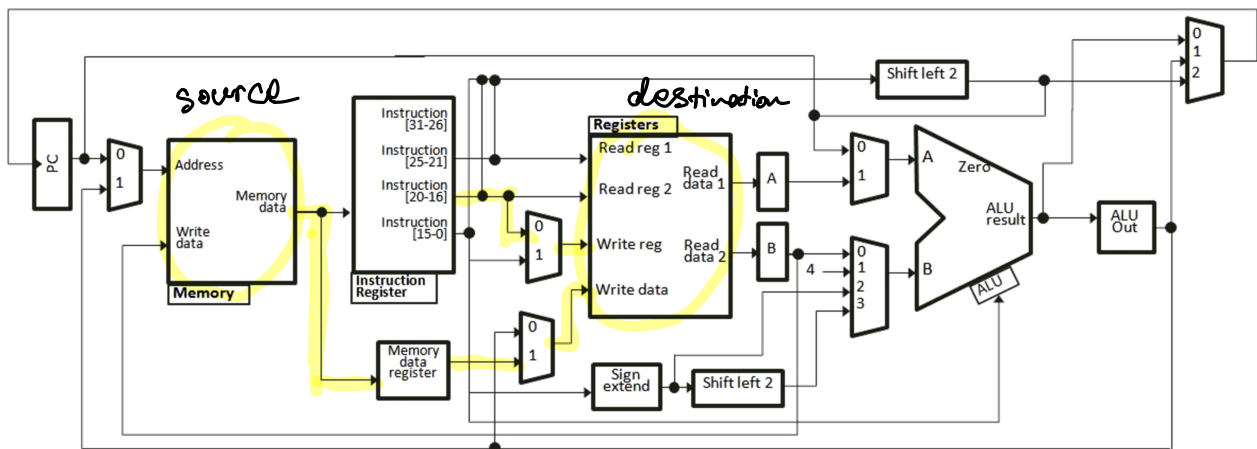 source
destination
PC
0
1
Address
Memory
data
Write
data
Memory
Instruction
[31-26]
Instruction
[25-21]
Instruction
[20-16]
Instruction
[15-0]
Instruction
Register
Memory
data
register
0
1
0
1
Registers
Read reg 1
Read reg 2
Write reg
Write data
Read
data 1
Read
data 2
A
B
Sign
extend
Shift left 2
Shift left 2
0
1
4
0
1
2
3
A
B
Zero
ALU
result
ALU
ALU
Out
0
1
2